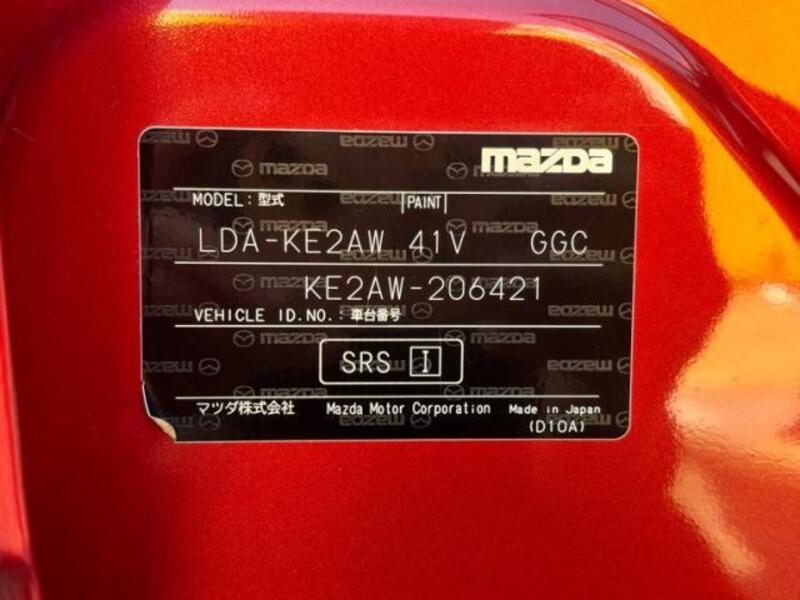 mazda
MODEL:型式 |PAINT|
LDA-KE2AW 41V GGC
KE2AW-206421
VEHICLE ID.NO.:車台番号
SRS I
マツダ株式会社 Mazda Motor Corporation Made in Japan
(D10A)